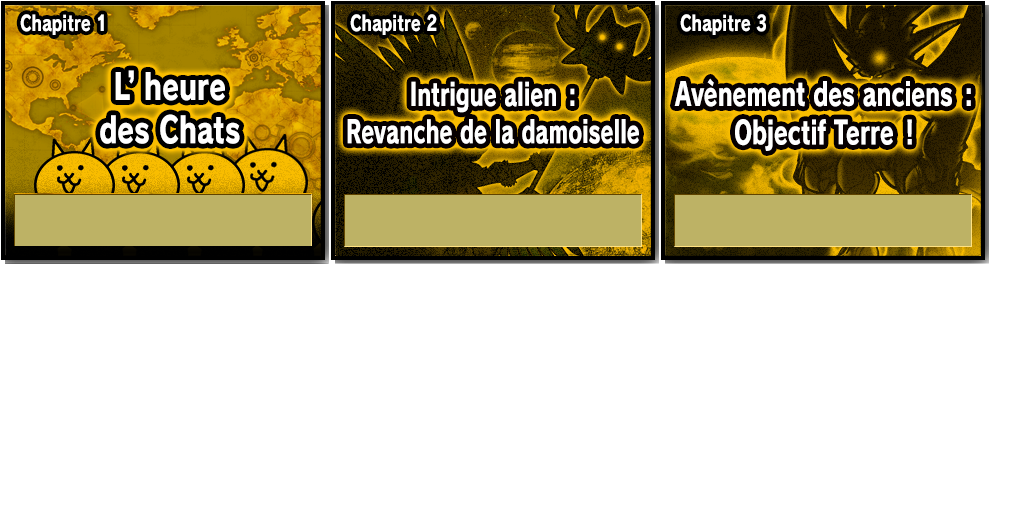 Chapitre 1
L' heure
des Chats
Chapitre 2
Intrigue alien :
Revanche de la damoiselle
Chapitre 3
Avènement des anciens :
Objectif Terre !